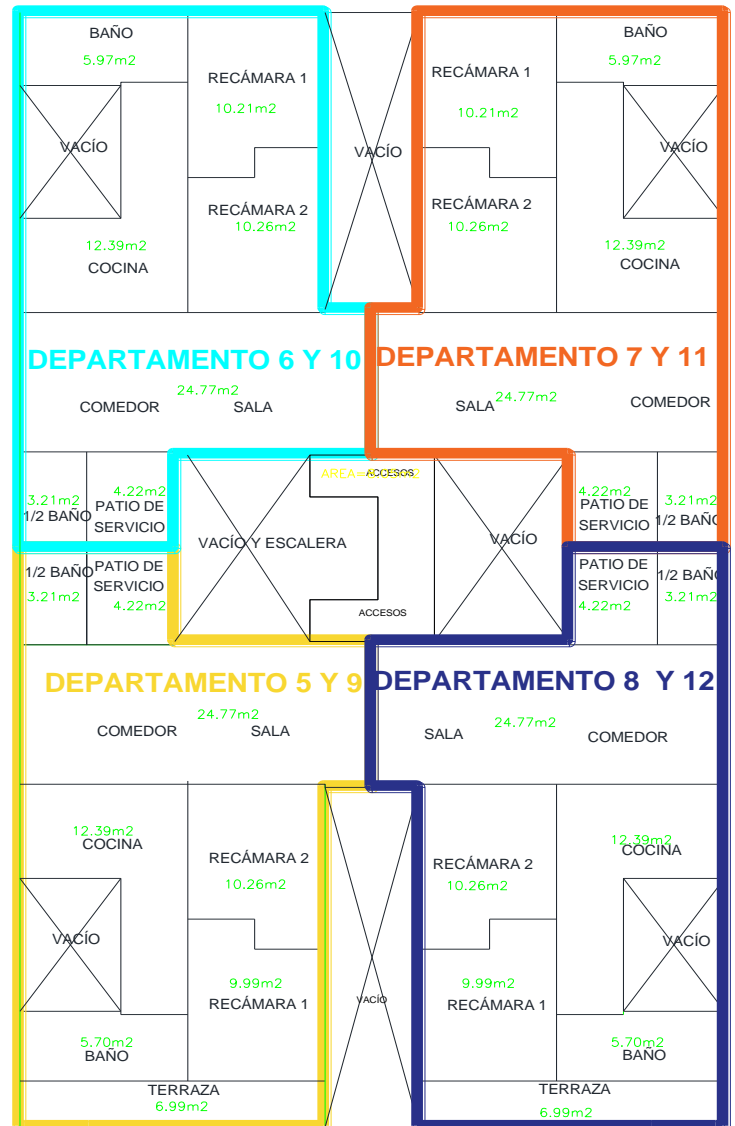 BAÑO
5.97m2
RECÁMARA 1
10.21m2
VACÍO
RECÁMARA 2
10.26m2
12.39m2
COCINA
VACÍO
BAÑO
5.97m2
RECÁMARA 1
10.21m2
VACÍO
RECÁMARA 2
10.26m2
12.39m2
COCINA
DEPARTAMENTO 6 Y 10
24.77m2
COMEDOR SALA
DEPARTAMENTO 7 Y 11
SALA 24.77m2 COMEDOR
3.21m2
1/2 BAÑO
4.22m2
PATIO DE
SERVICIO
ACCESOS
VACÍO Y ESCALERA
VACÍO
ACCESOS
4.22m2
PATIO DE
SERVICIO
3.21m2
1/2 BAÑO
1/2 BAÑO
3.21m2
PATIO DE
SERVICIO
4.22m2
PATIO DE
SERVICIO
4.22m2
1/2 BAÑO
3.21m2
DEPARTAMENTO 5 Y 9
24.77m2
COMEDOR SALA
DEPARTAMENTO 8 Y 12
24.77m2
SALA COMEDOR
12.39m2
COCINA
RECÁMARA 2
10.26m2
VACÍO
9.99m2
RECÁMARA 1
5.70m2
BAÑO
TERRAZA
6.99m2
VACÍO
12.39m2
COCINA
RECÁMARA 2
10.26m2
VACÍO
9.99m2
RECÁMARA 1
5.70m2
BAÑO
TERRAZA
6.99m2